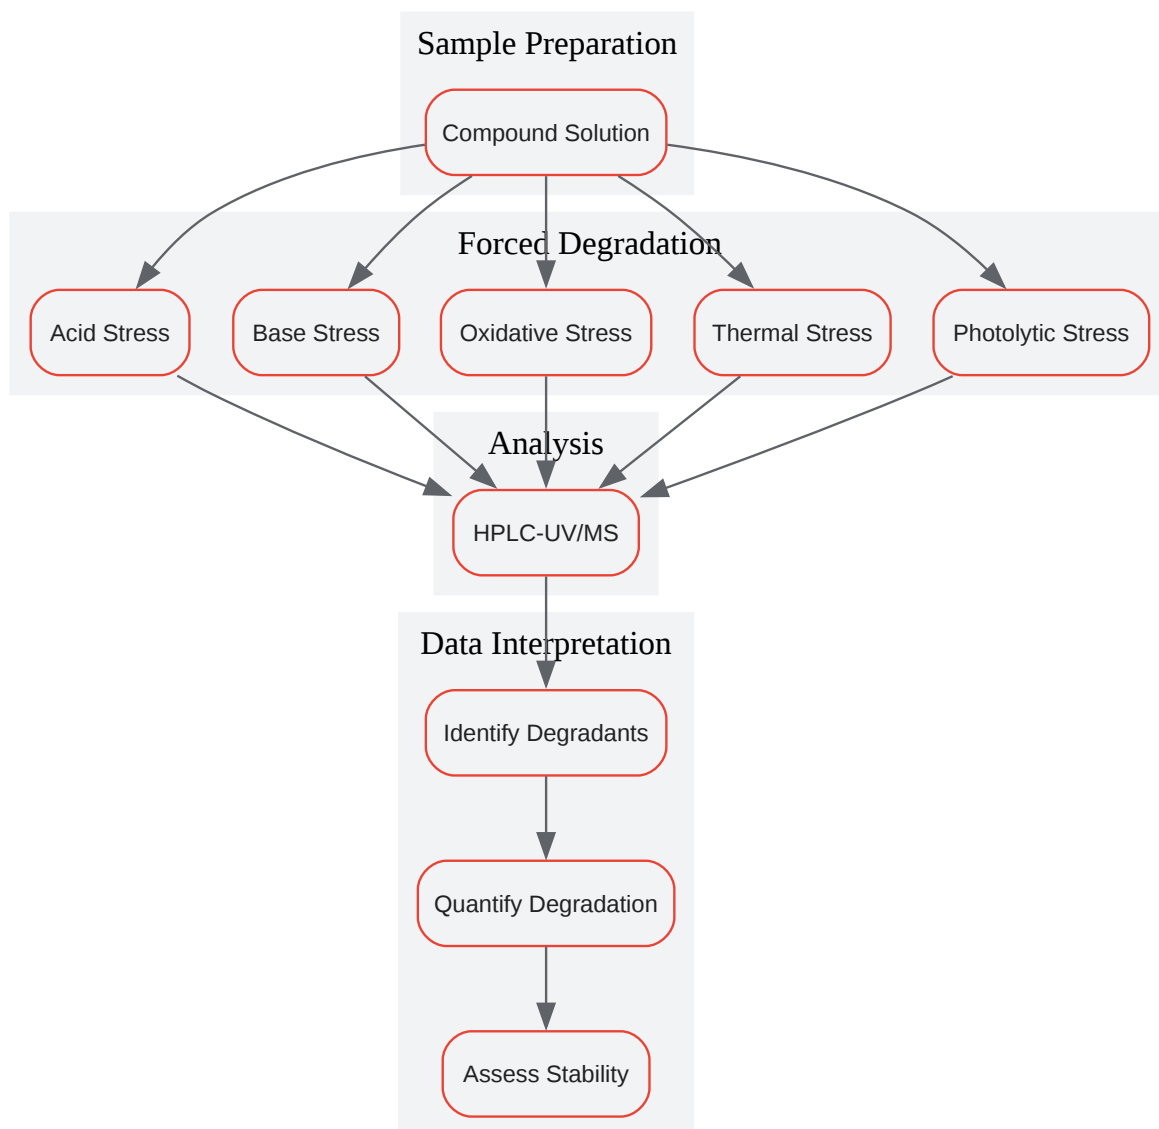 Sample Preparation
Compound Solution
Forced Degradation
Acid Stress
Base Stress
Oxidative Stress
Thermal Stress
Photolytic Stress
Analysis
HPLC-UV/MS
Data Interpretation
Identify Degradants
Quantify Degradation
Assess Stability